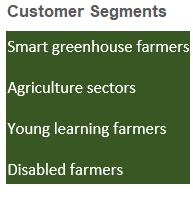 Customer Segments
Smart greenhouse farmers
Agriculture sectors
Young learning farmers
Disabled farmers